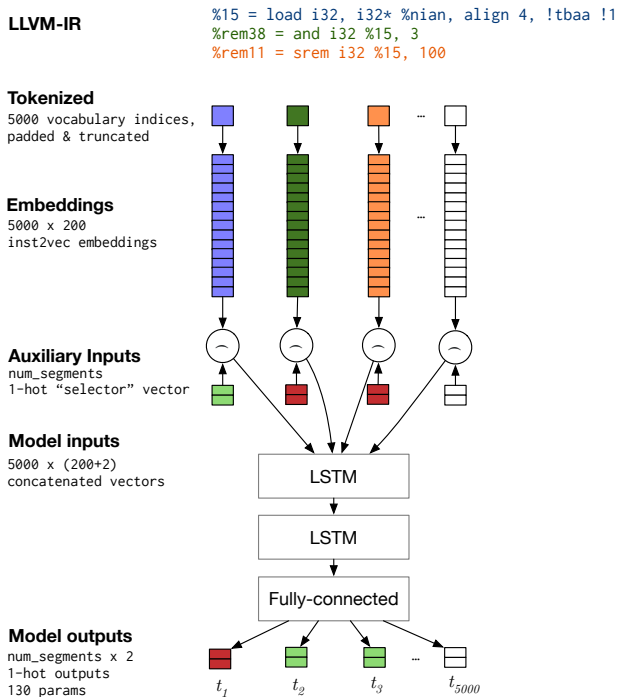 LLVM-IR
%15 = load i32, i32* %nian, align 4, !tbaa !1
%rem38 = and i32 %15, 3
%rem11 = srem i32 %15, 100
Tokenized
5000 vocabulary indices,
padded & truncated
…
Embeddings
5000 x 200
inst2vec embeddings
…
⌢ ⌢ ⌢ ⌢
Auxiliary Inputs
num_segments
1-hot “selector” vector
Model inputs
5000 x (200+2)
concatenated vectors
LSTM
LSTM
Fully-connected
Model outputs
num_segments x 2
1-hot outputs
130 params
…
t1 t2 t3 t5000